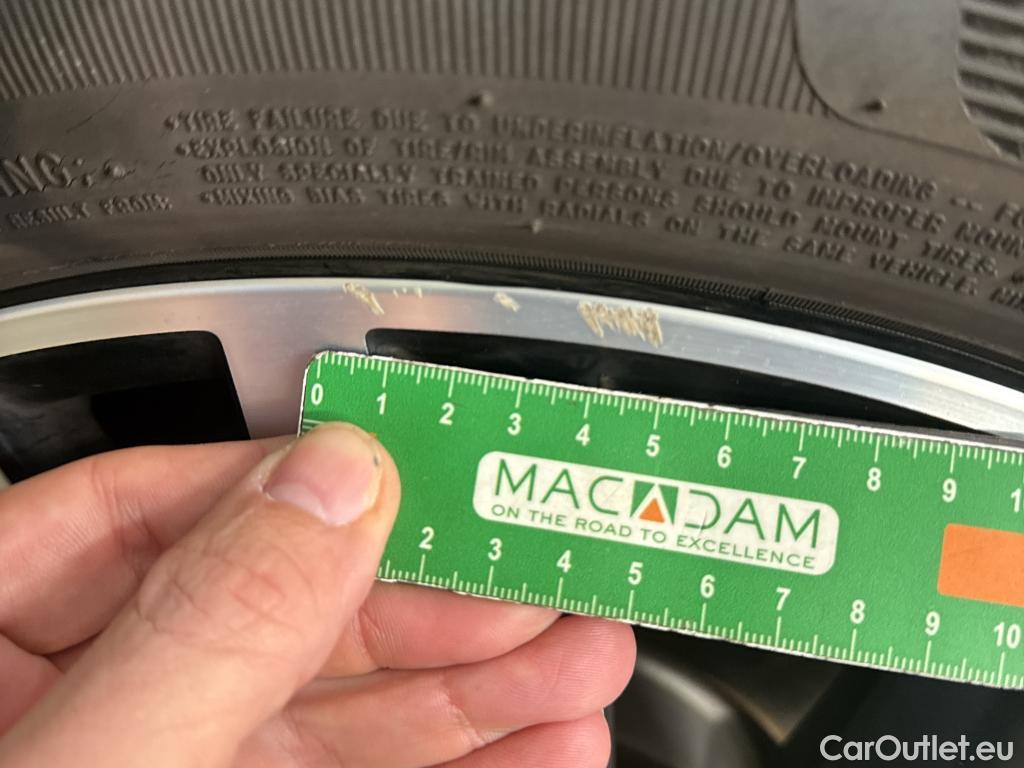 •TIRE FAILURE DUE TO UNDERINFLATION/OVERLOADING -- FO
•EXPLOSION OF TIRE/RIM ASSEMBLY DUE TO IMPROPER MOUN
ONLY SPECIALLY TRAINED PERSONS SHOULD MOUNT TIRES.
•MIXING BIAS TIRES WITH RADIALS ON THE SAME VEHICLE
ING:
0 1 2 3 4 5 6 7 8 9 1
MACADAM
ON THE ROAD TO EXCELLENCE
2 3 4 5 6 7 8 9 10
CarOutlet.eu